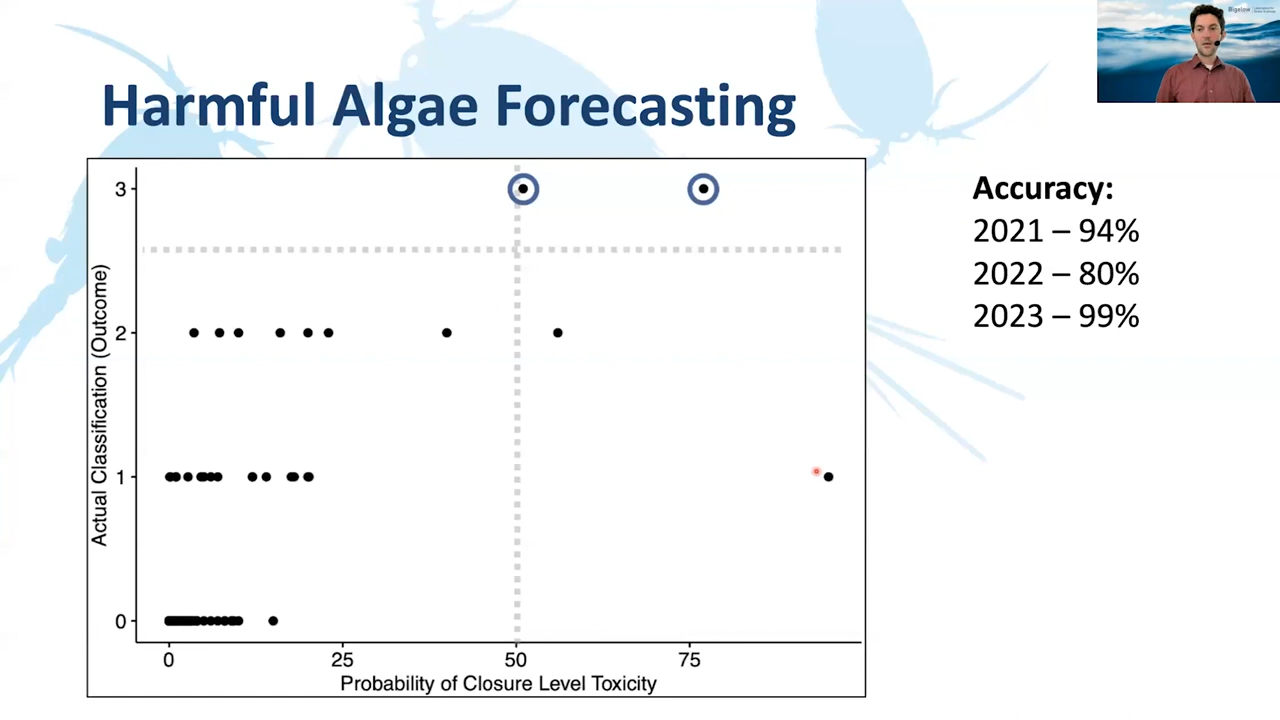 Harmful Algae Forecasting
Bigelow
Accuracy:
2021 – 94%
2022 – 80%
2023 – 99%
Actual Classification (Outcome)
3
2
1
0
0 25 50 75
Probability of Closure Level Toxicity